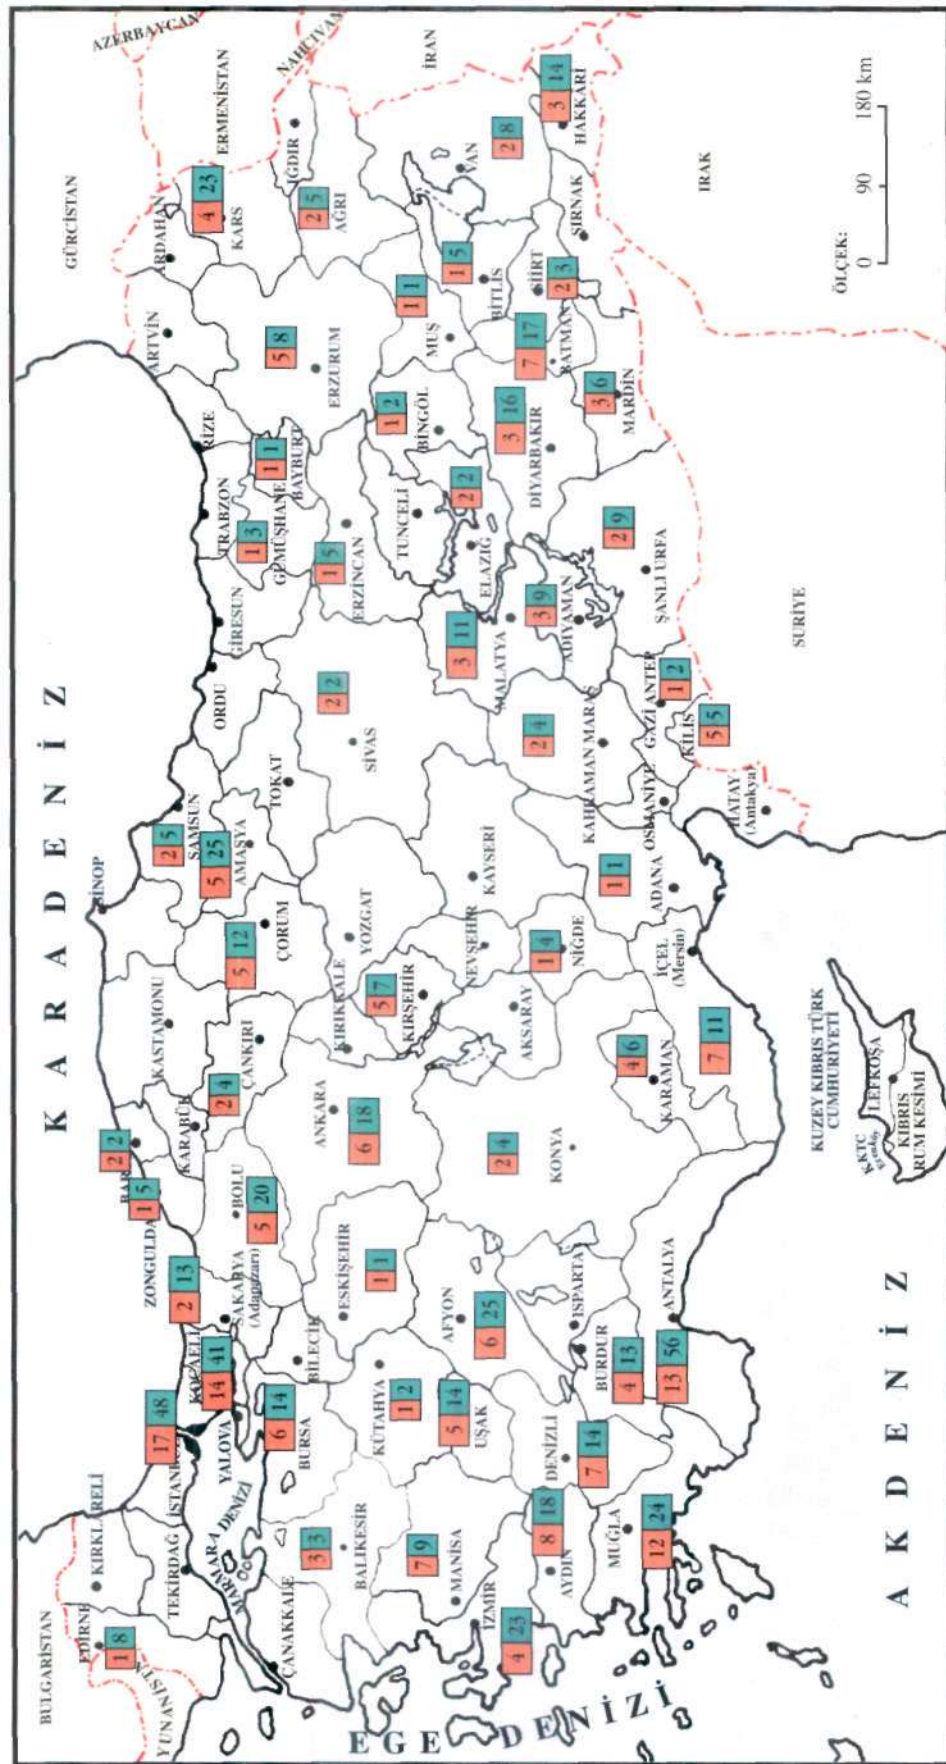 KARADENİZ
AKDENİZ
EGE DENİZİ
MARMARA DENİZİ
BULGARİSTAN
YUNANİSTN
GÜRCİSTAN
ERMENİSTAN
AZERBAYCAN
NAHCIVAN
İRAN
IRAK
SURİYE
EDİRNE
1 8
KIRKLARELİ
TEKİRDAĞ
İSTANBUL
17 48
KOCAELİ
14 41
YALOVA
SAKARYA
(Adapazarı)
2 13
ZONGULDA
1 5
BAR
2 2
KARABÜK
2 4
KASTAMONU
SİNOP
SAMSUN
2 5
AMASYA
5 25
ÇORUM
5 12
ÇANKIRI
BOLU
5 20
TOKAT
ORDU
GİRESUN
TRABZON
RİZE
ARTVİN
ARDAHAN
KARS
4 23
IĞDIR
AĞRI
2 5
ERZURUM
5 8
BAYBURT
1 1
GÜMÜŞHANE
1 3
ERZİNCAN
1 5
SİVAS
2 2
YOZGAT
KIRIKKALE
KIRŞEHİR
5 7
ANKARA
6 18
ESKİŞEHİR
1 1
BİLECİK
BURSA
6 14
ÇANAKKALE
BALIKESİR
3 3
KÜTAHYA
1 2
MANİSA
7 9
UŞAK
5 14
AFYON
6 25
İZMİR
4 23
AYDIN
8 18
DENİZLİ
7 14
MUĞLA
12 24
BURDUR
4 13
ISPARTA
ANTALYA
13 56
KONYA
2 4
KARAMAN
4 6
AKSARAY
NEVŞEHİR
NİĞDE
1 4
KAYSERİ
İÇEL
(Mersin)
7 11
ADANA
1 1
OSMANİYE
HATAY
(Antakya)
KAHRAMAN MARAŞ
2 4
GAZİ ANTEP
1 2
KİLİS
5 5
MALATYA
3 11
ADIYAMAN
3 9
ŞANLI URFA
2 9
ELAZIĞ
2 2
TUNCELİ
BİNGÖL
1 2
MUŞ
1 1
BİTLİS
1 5
VAN
2 8
HAKKARİ
3 14
ŞIRNAK
SİİRT
2 3
BATMAN
7 17
DİYARBAKIR
3 16
MARDİN
3 6
KUZEY KIBRIS TÜRK
CUMHURİYETİ
KKTC
Erenköy
LEFKOŞA
KIBRIS
RUM KESİMİ
ÖLÇEK:
0 90 180 km